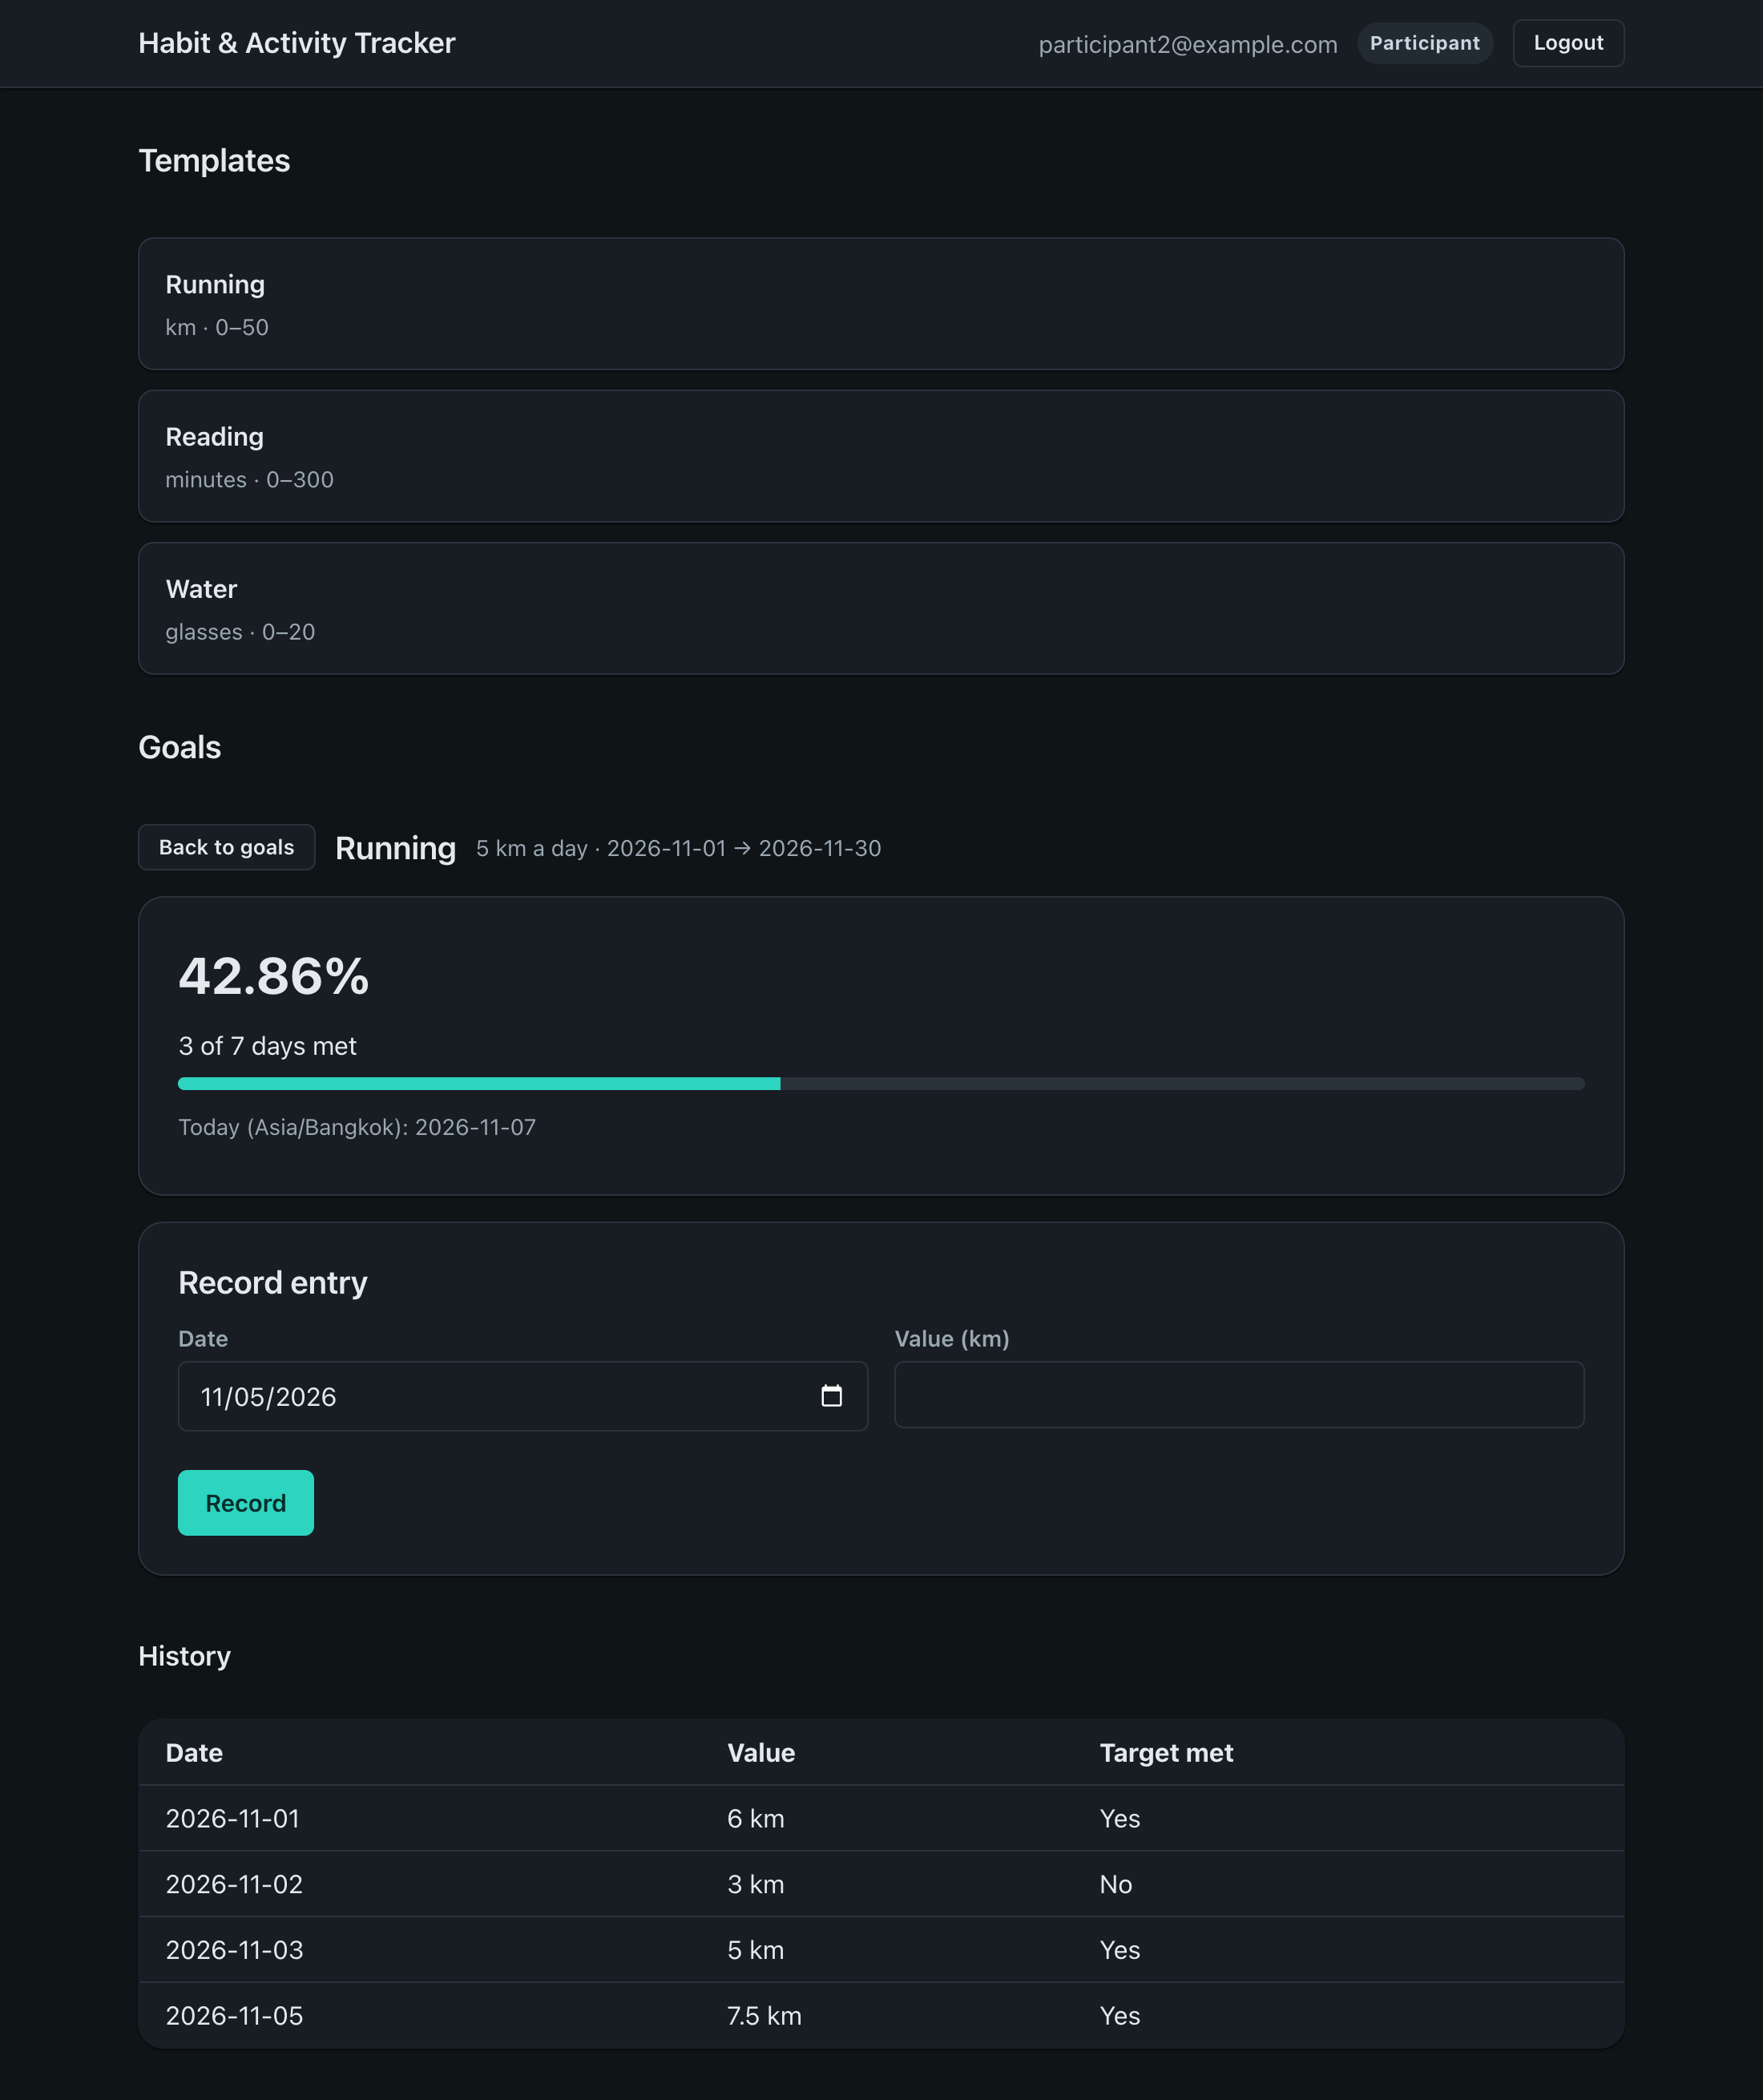 Habit & Activity Tracker
participant2@example.com Participant Logout
Templates
Running
km · 0–50
Reading
minutes · 0–300
Water
glasses · 0–20
Goals
Back to goals Running 5 km a day · 2026-11-01 → 2026-11-30
42.86%
3 of 7 days met
Today (Asia/Bangkok): 2026-11-07
Record entry
Date Value (km)
11/05/2026
Record
History
Date Value Target met
2026-11-01 6 km Yes
2026-11-02 3 km No
2026-11-03 5 km Yes
2026-11-05 7.5 km Yes